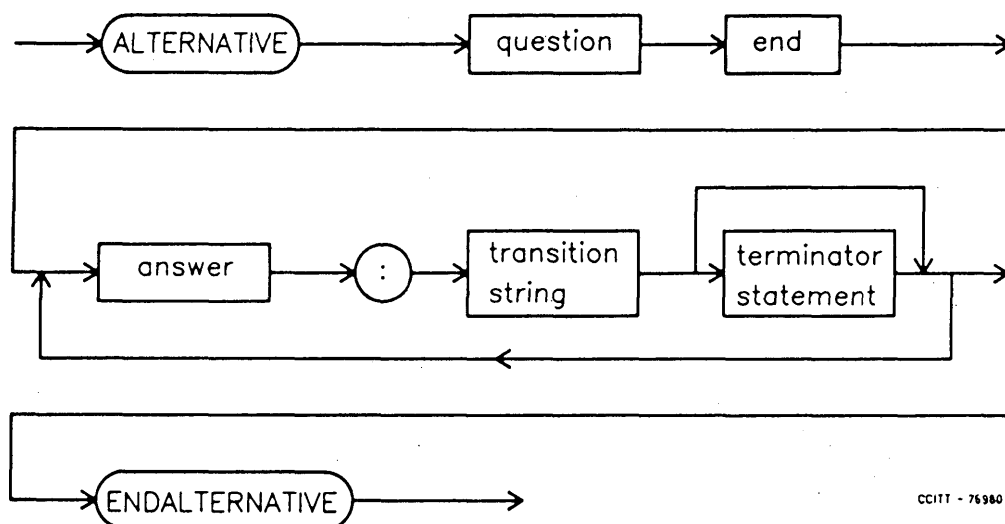 ALTERNATIVE question end
answer : transition string terminator statement
ENDALTERNATIVE
CCITT - 76980